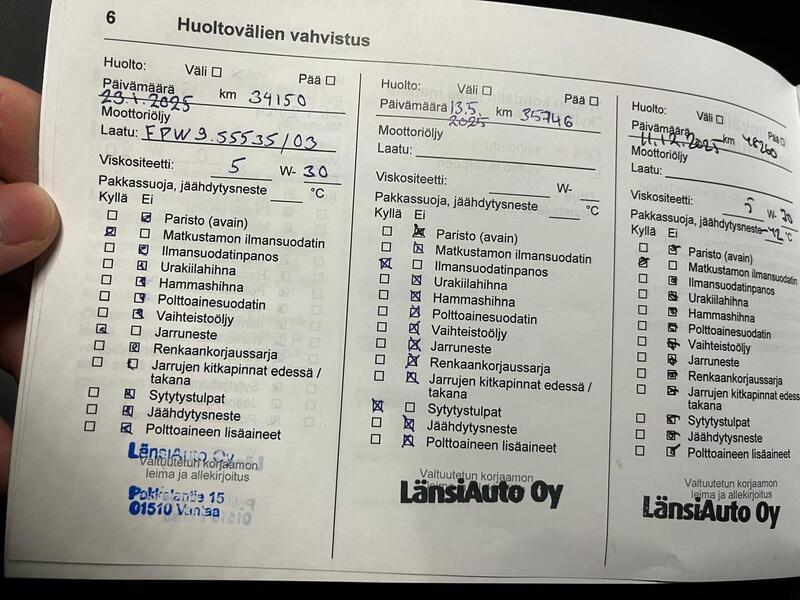 6
Huoltovälien vahvistus
Huolto:
Väli
Pää
Päivämäärä
23.1.2025 km 34150
Moottoriöljy
Laatu: FPW9.55535/03
Viskositeetti: 5 W- 30
Pakkassuoja, jäähdytysneste °C
Kyllä Ei
Paristo (avain)
Matkustamon ilmansuodatin
Ilmansuodatinpanos
Urakiilahihna
Hammashihna
Polttoainesuodatin
Vaihteistoöljy
Jarruneste
Renkaankorjaussarja
Jarrujen kitkapinnat edessä /
takana
Sytytystulpat
Jäähdytysneste
Polttoaineen lisäaineet
LänsiAuto Oy
Valtuutetun korjaamon
leima ja allekirjoitus
15
01510 Vantaa
Huolto:
Väli
Pää
Päivämäärä 13.5.
2025 km 35746
Moottoriöljy
Laatu:
Viskositeetti: W-
Pakkassuoja, jäähdytysneste °C
Kyllä Ei
Paristo (avain)
Matkustamon ilmansuodatin
Ilmansuodatinpanos
Urakiilahihna
Hammashihna
Polttoainesuodatin
Vaihteistoöljy
Jarruneste
Renkaankorjaussarja
Jarrujen kitkapinnat edessä /
takana
Sytytystulpat
Jäähdytysneste
Polttoaineen lisäaineet
Valtuutetun korjaamon
leima ja allekirjoitus
LänsiAuto Oy
Huolto:
Väli
Pää
Päivämäärä
11.12.2025 km 48260
Moottoriöljy
Laatu:
Viskositeetti: 5 W- 30
Pakkassuoja, jäähdytysneste -42 °C
Kyllä Ei
Paristo (avain)
Matkustamon ilmansuodatin
Ilmansuodatinpanos
Urakiilahihna
Hammashihna
Polttoainesuodatin
Vaihteistoöljy
Jarruneste
Renkaankorjaussarja
Jarrujen kitkapinnat edessä
takana
Sytytystulpat
Jäähdytysneste
Polttoaineen lisäaineet
Valtuutetun korjaamon
leima ja allekirjoitus
LänsiAuto Oy